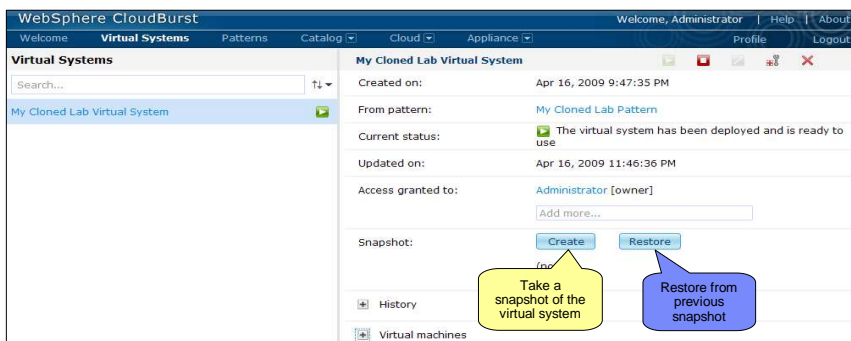 WebSphere CloudBurst
Welcome, Administrator | Help | About
Welcome Virtual Systems Patterns Catalog Cloud Appliance Profile Logout
Virtual Systems
Search...
My Cloned Lab Virtual System
My Cloned Lab Virtual System
Created on: Apr 16, 2009 9:47:35 PM
From pattern: My Cloned Lab Pattern
Current status: The virtual system has been deployed and is ready to
use
Updated on: Apr 16, 2009 11:46:36 PM
Access granted to: Administrator [owner]
Add more...
Snapshot: Create Restore
Take a
snapshot of the
virtual system
Restore from
previous
snapshot
History
Virtual machines